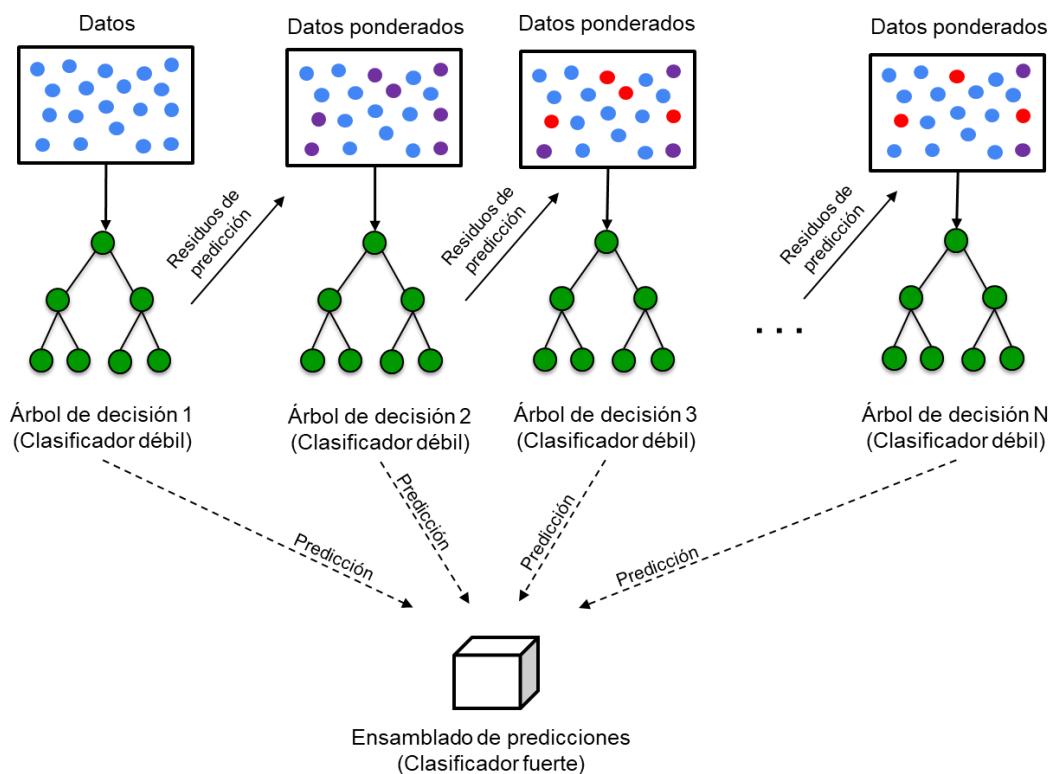 Datos
Datos ponderados
Datos ponderados
Datos ponderados
Residuos de
predicción
Residuos de
predicción
Residuos de
predicción
. . .
Árbol de decisión 1
(Clasificador débil)
Árbol de decisión 2
(Clasificador débil)
Árbol de decisión 3
(Clasificador débil)
Árbol de decisión N
(Clasificador débil)
Predicción
Predicción
Predicción
Predicción
Ensamblado de predicciones
(Clasificador fuerte)